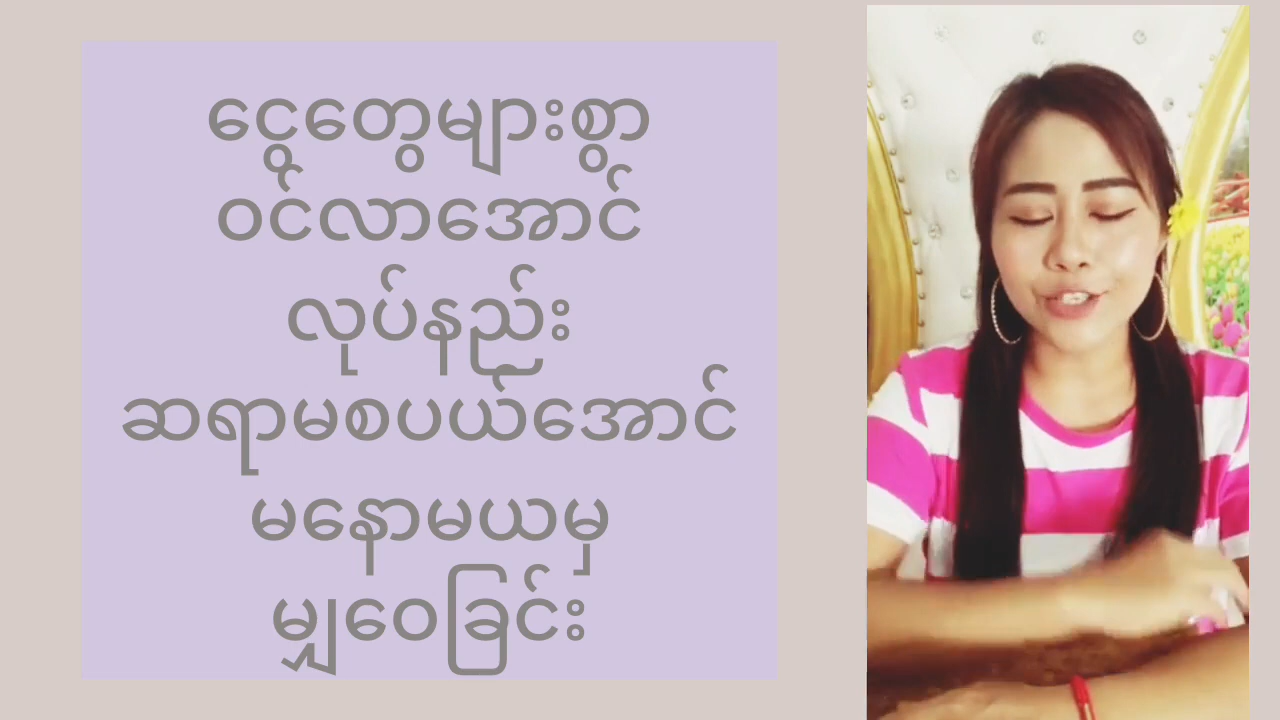 ငွေတွေများစွာ
ဝင်လာအောင်
လုပ်နည်း
ဆရာမစပယ်အောင်
မနောမယမှ
မျှဝေခြင်း